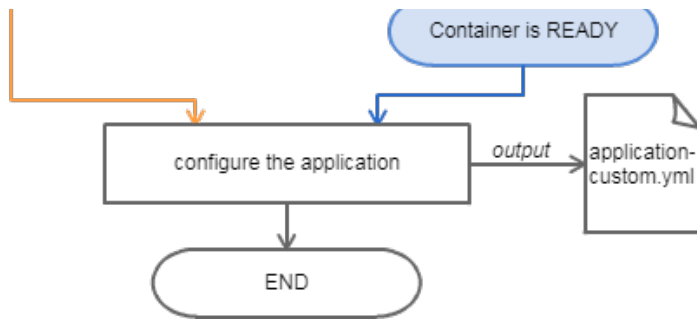 Container is READY
configure the application
output
application-
custom.yml
END